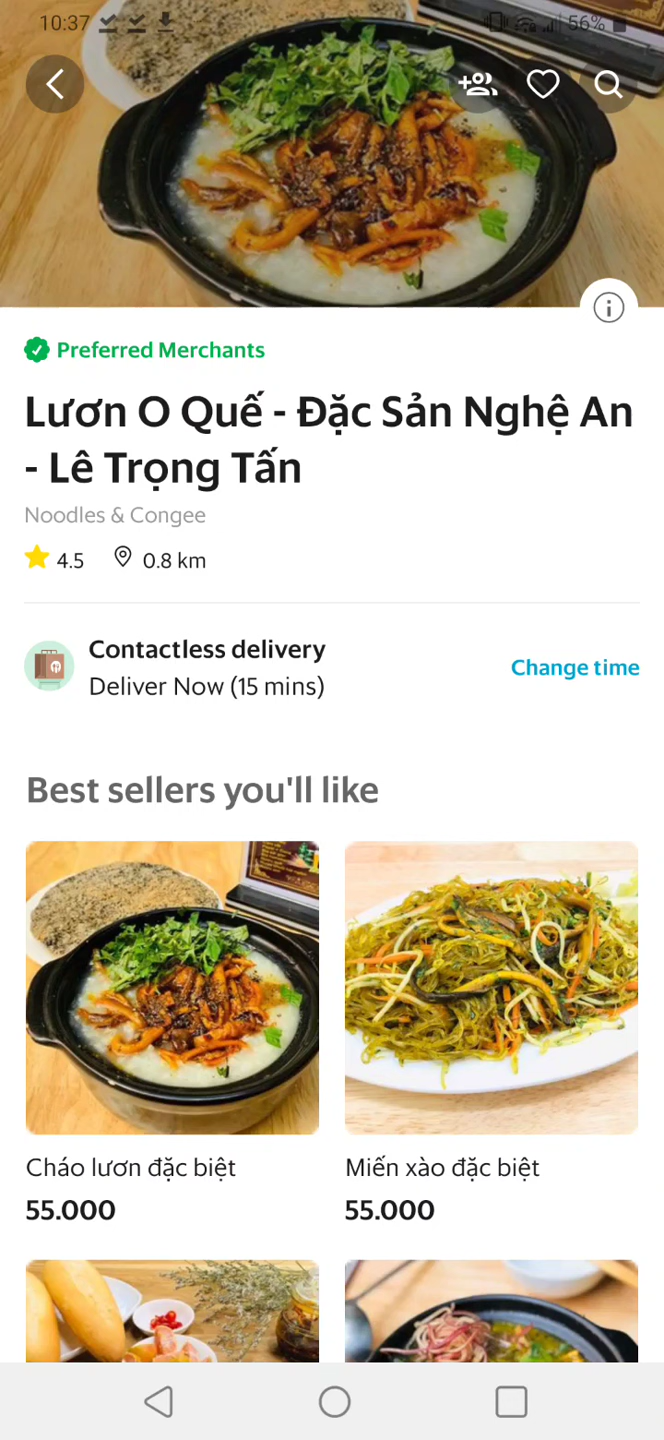 10:37
56%
Preferred Merchants
Lươn O Quế - Đặc Sản Nghệ An
- Lê Trọng Tấn
Noodles & Congee
4.5
0.8 km
Contactless delivery
Deliver Now (15 mins)
Change time
Best sellers you'll like
Cháo lươn đặc biệt
55.000
Miến xào đặc biệt
55.000